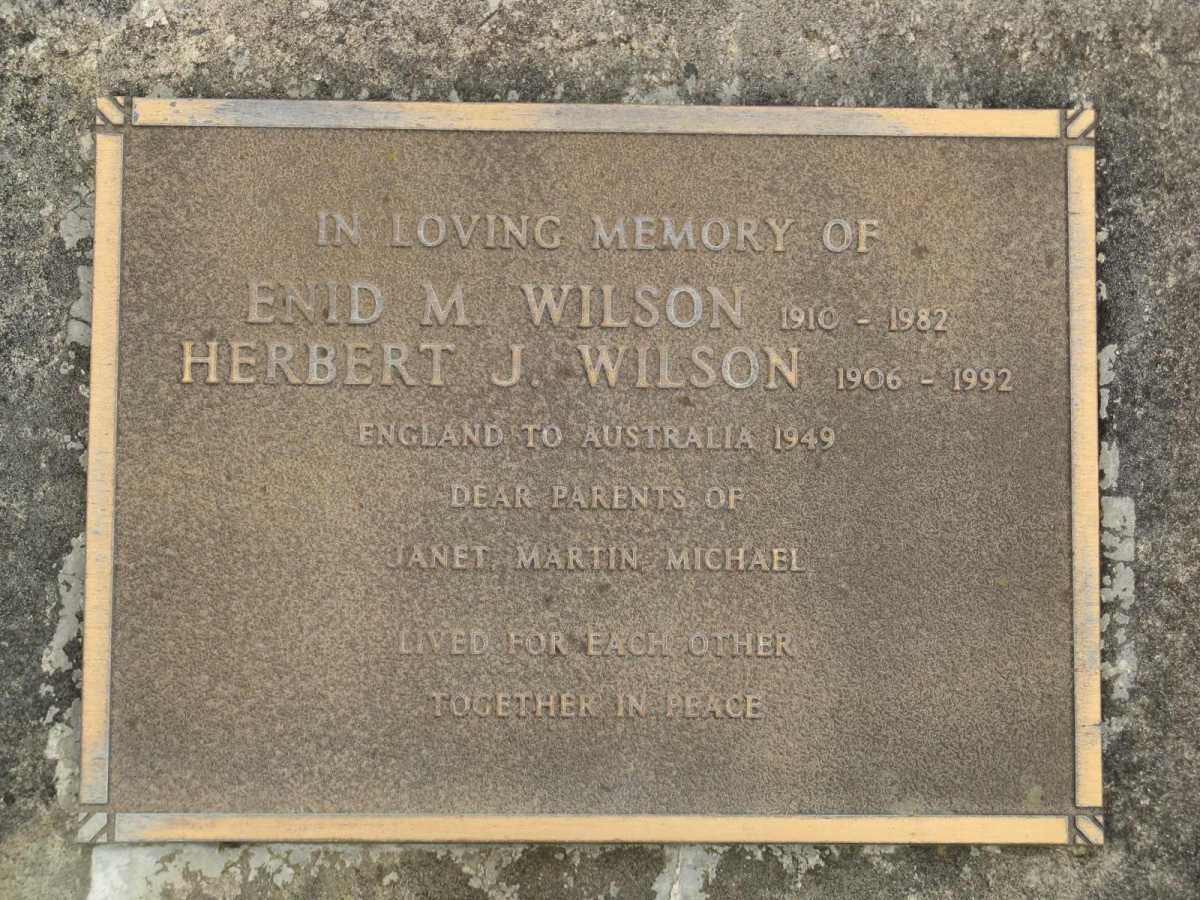 IN LOVING MEMORY OF
ENID M. WILSON 1910 - 1982
HERBERT J. WILSON 1906 - 1992
ENGLAND TO AUSTRALIA 1949
DEAR PARENTS OF
JANET, MARTIN, MICHAEL
LIVED FOR EACH OTHER
TOGETHER IN PEACE